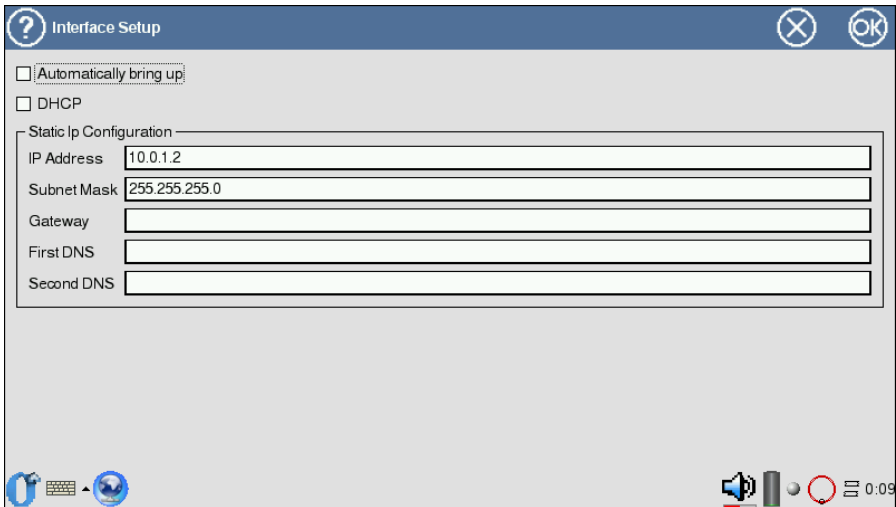 ? Interface Setup OK
Automatically bring up
DHCP
Static Ip Configuration
IP Address 10.0.1.2
Subnet Mask 255.255.255.0
Gateway
First DNS
Second DNS
0:09